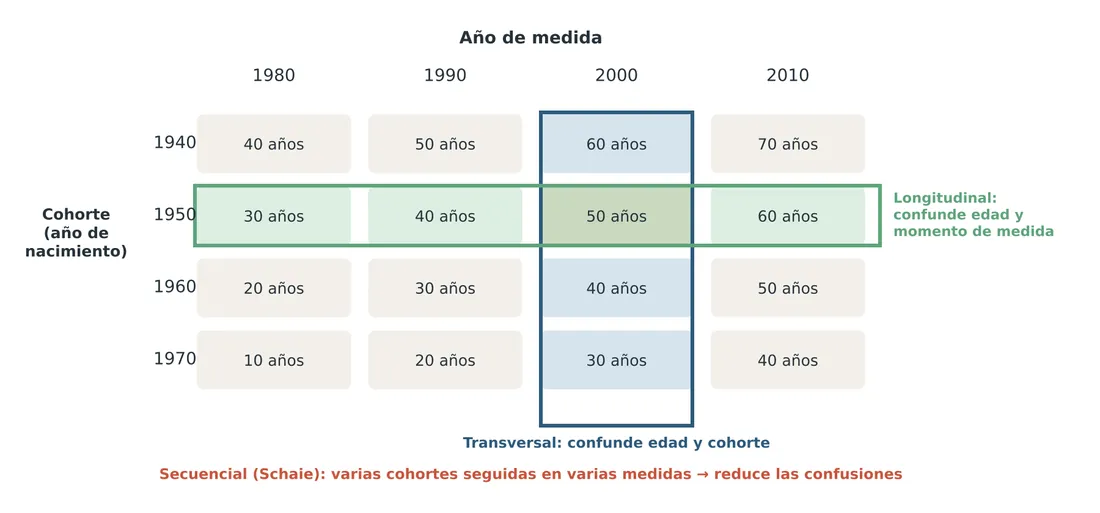 Año de medida
1980 1990 2000 2010
1940 40 años 50 años 60 años 70 años
1950 30 años 40 años 50 años 60 años
Longitudinal:
confunde edad y
momento de medida
Cohorte
(año de
nacimiento)
1960 20 años 30 años 40 años 50 años
1970 10 años 20 años 30 años 40 años
Transversal: confunde edad y cohorte
Secuencial (Schaie): varias cohortes seguidas en varias medidas → reduce las confusiones